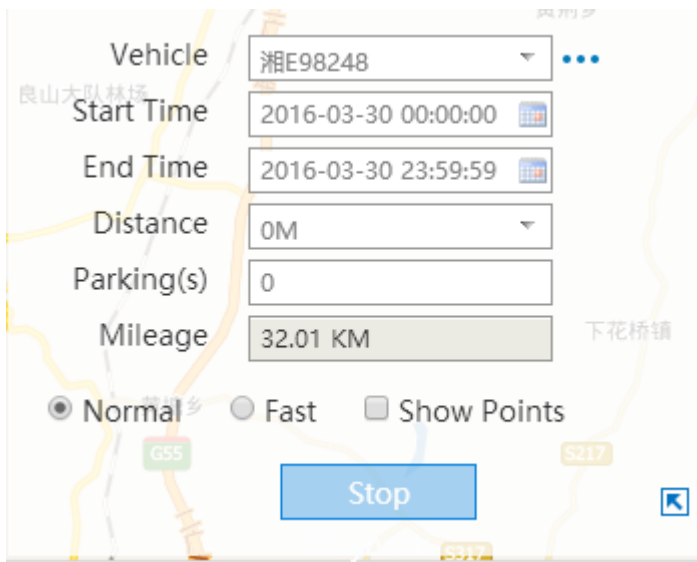 Vehicle 湘E98248
良山大队林场
Start Time 2016-03-30 00:00:00
End Time 2016-03-30 23:59:59
Distance 0M
Parking(s) 0
Mileage 32.01 KM
下花桥镇
Normal Fast Show Points
G55
S217
Stop
S317